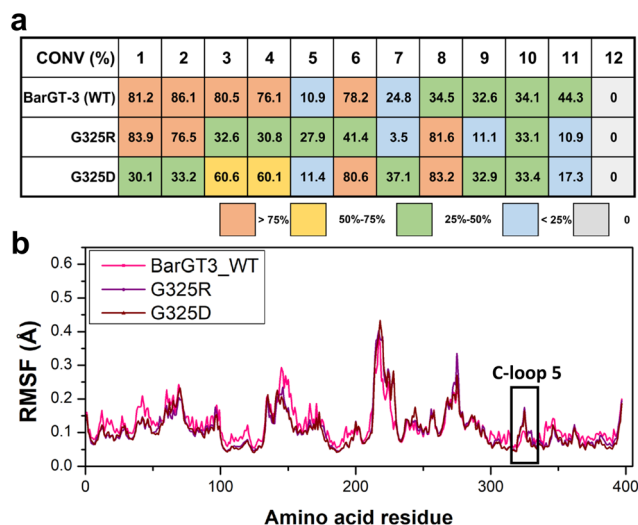 a
CONV (%) 1 2 3 4 5 6 7 8 9 10 11 12
BarGT-3 (WT) 81.2 86.1 80.5 76.1 10.9 78.2 24.8 34.5 32.6 34.1 44.3 0
G325R 83.9 76.5 32.6 30.8 27.9 41.4 3.5 81.6 11.1 33.1 10.9 0
G325D 30.1 33.2 60.6 60.1 11.4 80.6 37.1 83.2 32.9 33.4 17.3 0
> 75% 50%-75% 25%-50% < 25% 0
b
BarGT3_WT
G325R
G325D
C-loop 5
RMSF (Å)
0.6
0.5
0.4
0.3
0.2
0.1
0.0
0 50 100 150 200 250 300 350 400
Amino acid residue